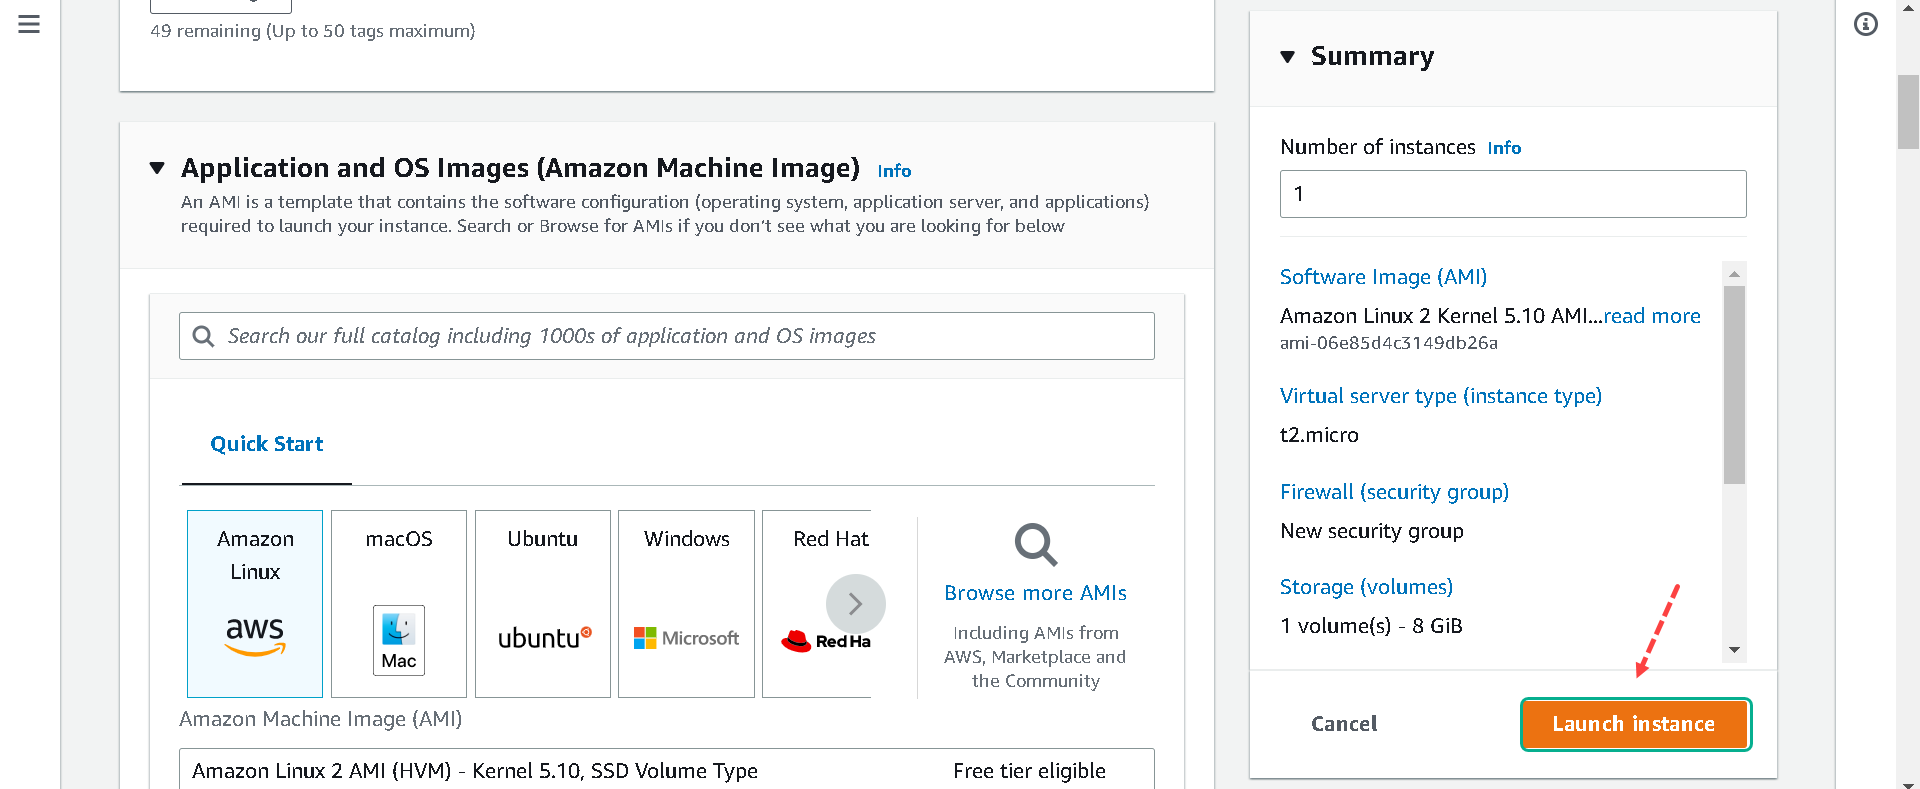 49 remaining (Up to 50 tags maximum)
Application and OS Images (Amazon Machine Image) Info
An AMI is a template that contains the software configuration (operating system, application server, and applications)
required to launch your instance. Search or Browse for AMIs if you don’t see what you are looking for below
Search our full catalog including 1000s of application and OS images
Quick Start
Amazon
Linux
aws
macOS
Mac
Ubuntu
ubuntu
Windows
Microsoft
Red Hat
Red Ha
Browse more AMIs
Including AMIs from
AWS, Marketplace and
the Community
Amazon Machine Image (AMI)
Amazon Linux 2 AMI (HVM) - Kernel 5.10, SSD Volume Type
Free tier eligible
Summary
Number of instances Info
1
Software Image (AMI)
Amazon Linux 2 Kernel 5.10 AMI...read more
ami-06e85d4c3149db26a
Virtual server type (instance type)
t2.micro
Firewall (security group)
New security group
Storage (volumes)
1 volume(s) - 8 GiB
Cancel
Launch instance